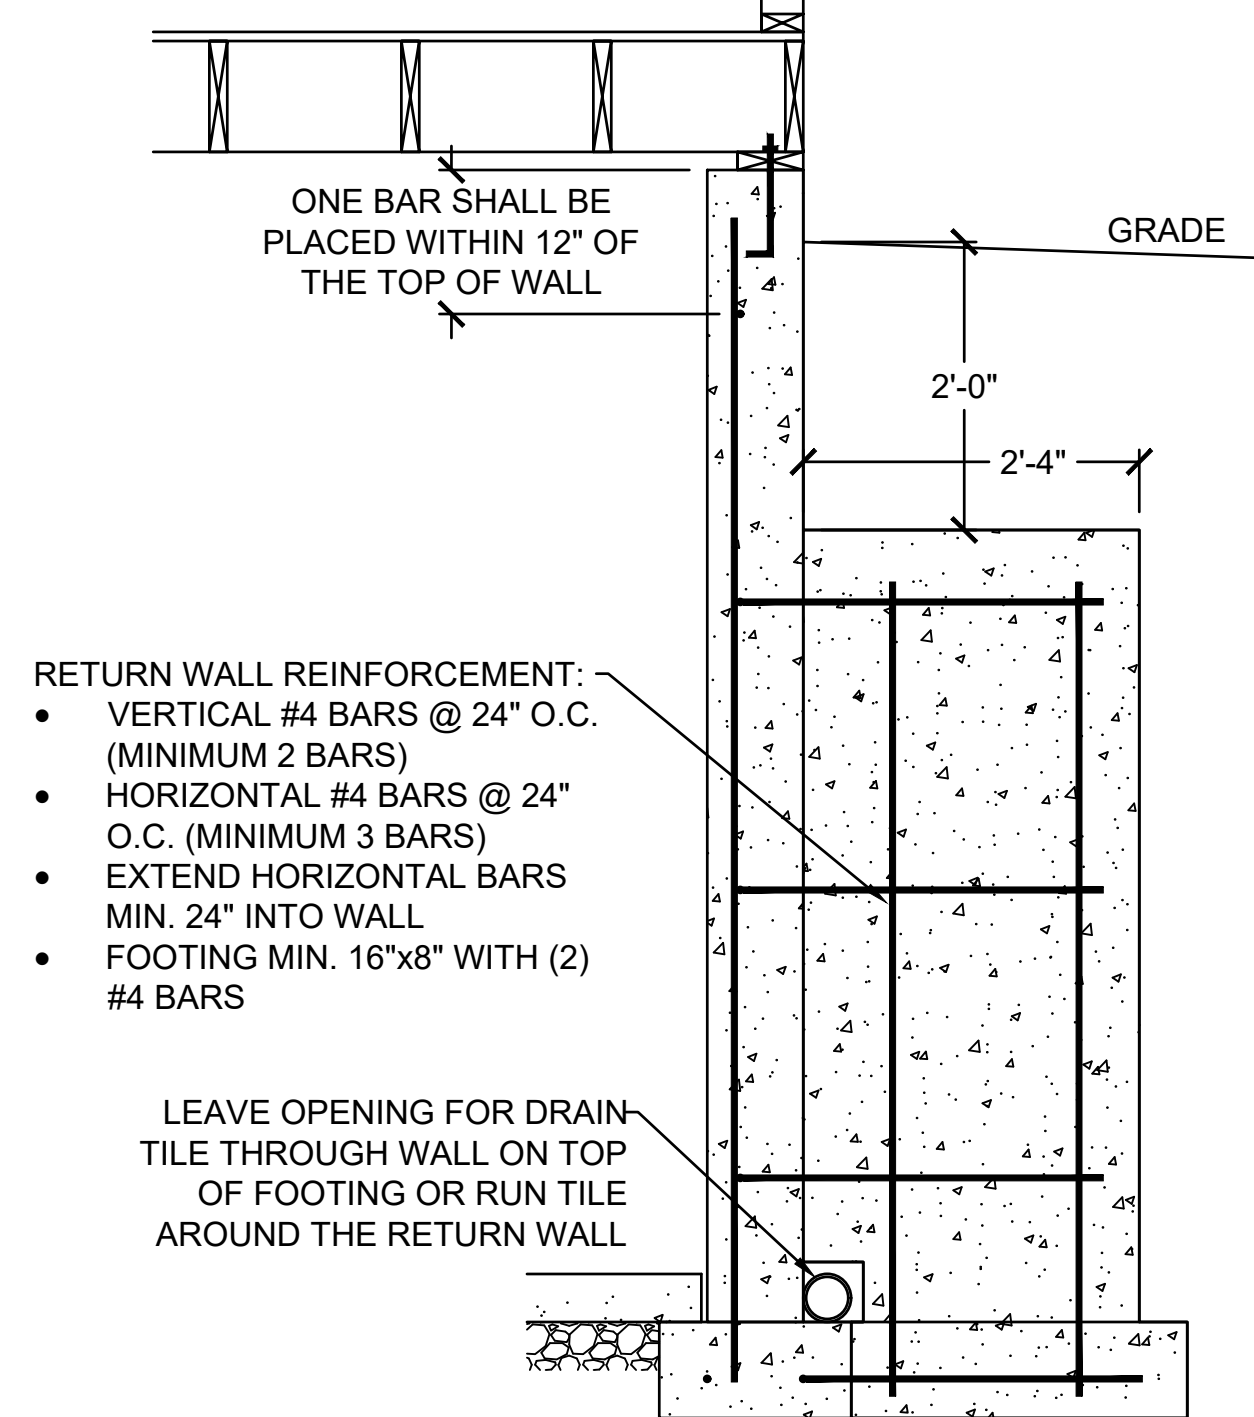 ONE BAR SHALL BE
PLACED WITHIN 12" OF
THE TOP OF WALL
GRADE
2'-0"
2'-4"
RETURN WALL REINFORCEMENT:
• VERTICAL #4 BARS @ 24" O.C.
(MINIMUM 2 BARS)
• HORIZONTAL #4 BARS @ 24"
O.C. (MINIMUM 3 BARS)
• EXTEND HORIZONTAL BARS
MIN. 24" INTO WALL
• FOOTING MIN. 16"x8" WITH (2)
#4 BARS
LEAVE OPENING FOR DRAIN
TILE THROUGH WALL ON TOP
OF FOOTING OR RUN TILE
AROUND THE RETURN WALL